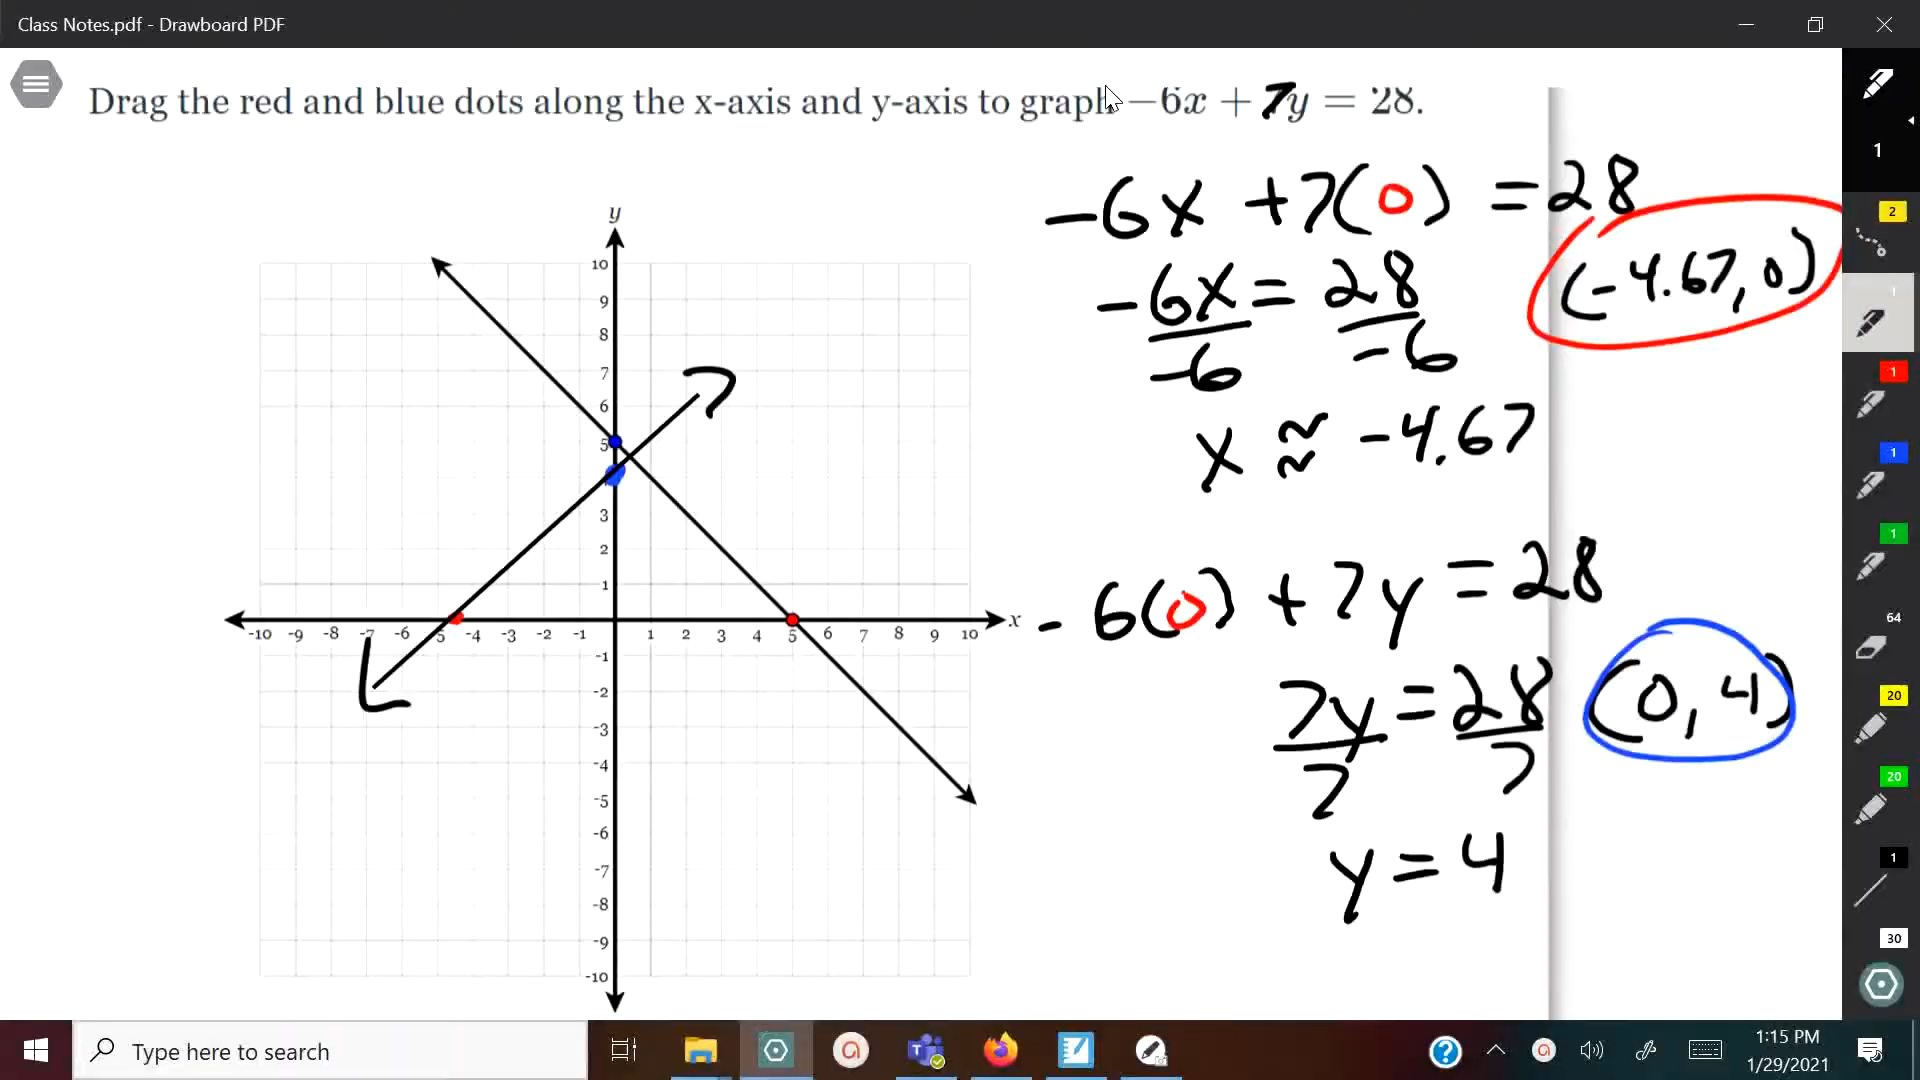 Class Notes.pdf - Drawboard PDF
Drag the red and blue dots along the x-axis and y-axis to graph −6x + 7y = 28.
-6x +7(0) = 28
(-4.67, 0)
-6x = 28
-6 -6
x ≈ -4.67
-6(0) + 7y = 28
7y = 28
7 7
(0, 4)
y = 4
y
10
9
8
7
6
5
3
2
1
-10 -9 -8 -7 -6 5 -4 -3 -2 -1 1 2 3 4 5 6 7 8 9 10 x
-1
-2
-3
-4
-5
-6
-7
-8
-9
-10
1
2
1
1
1
1
64
20
20
1
30
Type here to search
1:15 PM
1/29/2021